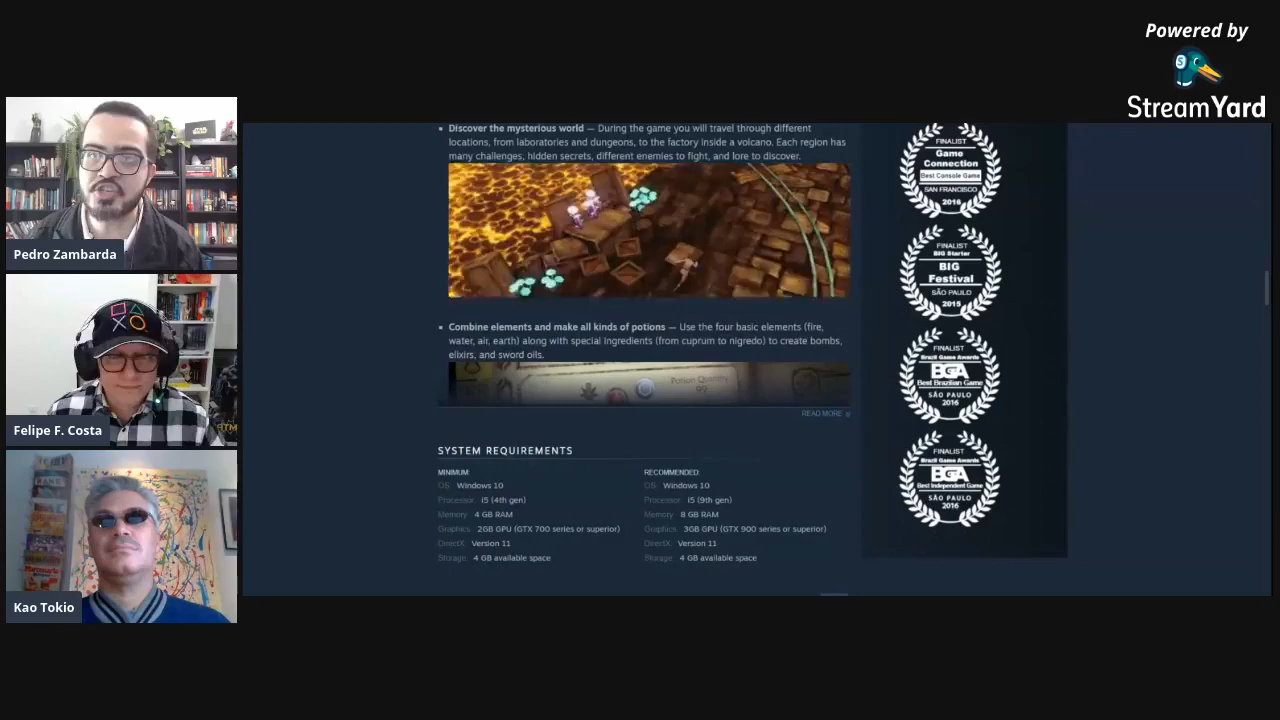 Powered by
StreamYard
Pedro Zambarda
Felipe F. Costa
Kao Tokio
Discover the mysterious world — During the game you will travel through different
locations, from laboratories and dungeons, to the factory inside a volcano. Each region has
many challenges, hidden secrets, different enemies to fight, and lore to discover.
Combine elements and make all kinds of potions — Use the four basic elements (fire,
water, air, earth) along with special ingredients (from cuprum to nigredo) to create bombs,
elixirs, and sword oils.
Potion Quantity
99
READ MORE
SYSTEM REQUIREMENTS
MINIMUM:
OS: Windows 10
Processor: i5 (4th gen)
Memory: 4 GB RAM
Graphics: 2GB GPU (GTX 700 series or superior)
DirectX: Version 11
Storage: 4 GB available space
RECOMMENDED:
OS: Windows 10
Processor: i5 (9th gen)
Memory: 8 GB RAM
Graphics: 3GB GPU (GTX 900 series or superior)
DirectX: Version 11
Storage: 4 GB available space
FINALIST
Game
Connection
Best Console Game
SAN FRANCISCO
2016
FINALIST
BIG Starter
BIG
Festival
SÃO PAULO
2015
FINALIST
Brazil Game Awards
BGA
Best Brazilian Game
SÃO PAULO
2016
FINALIST
Brazil Game Awards
BGA
Best Independent Game
SÃO PAULO
2016